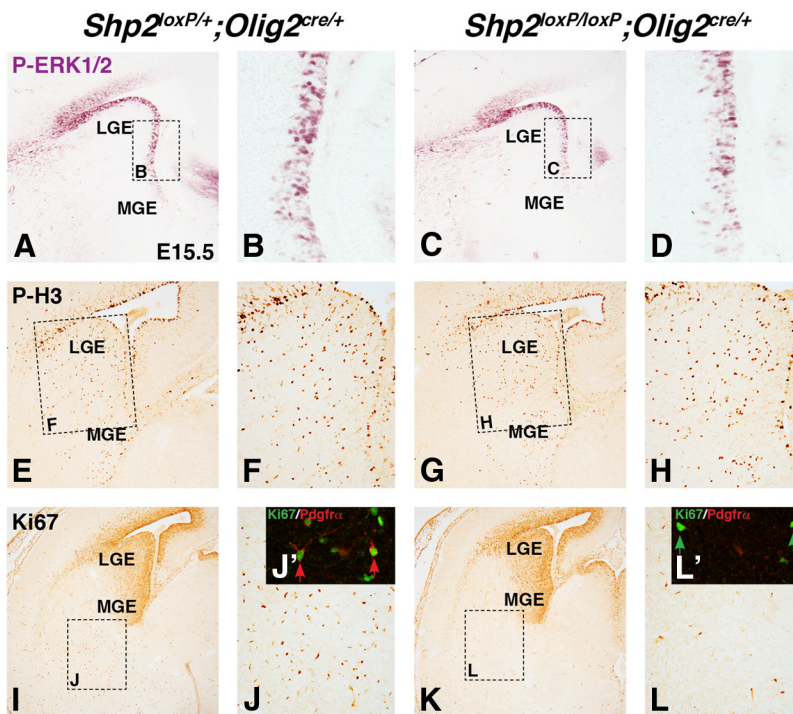 Shp2loxP/+;Olig2cre/+ Shp2loxP/loxP;Olig2cre/+
P-ERK1/2
LGE
B
MGE
A
E15.5
B
LGE
C
MGE
C
D
P-H3
LGE
F
MGE
E
F
LGE
H
MGE
G
H
Ki67
LGE
MGE
J
I
Ki67/Pdgfrα
J’
J
LGE
MGE
L
K
Ki67/Pdgfrα
L’
L